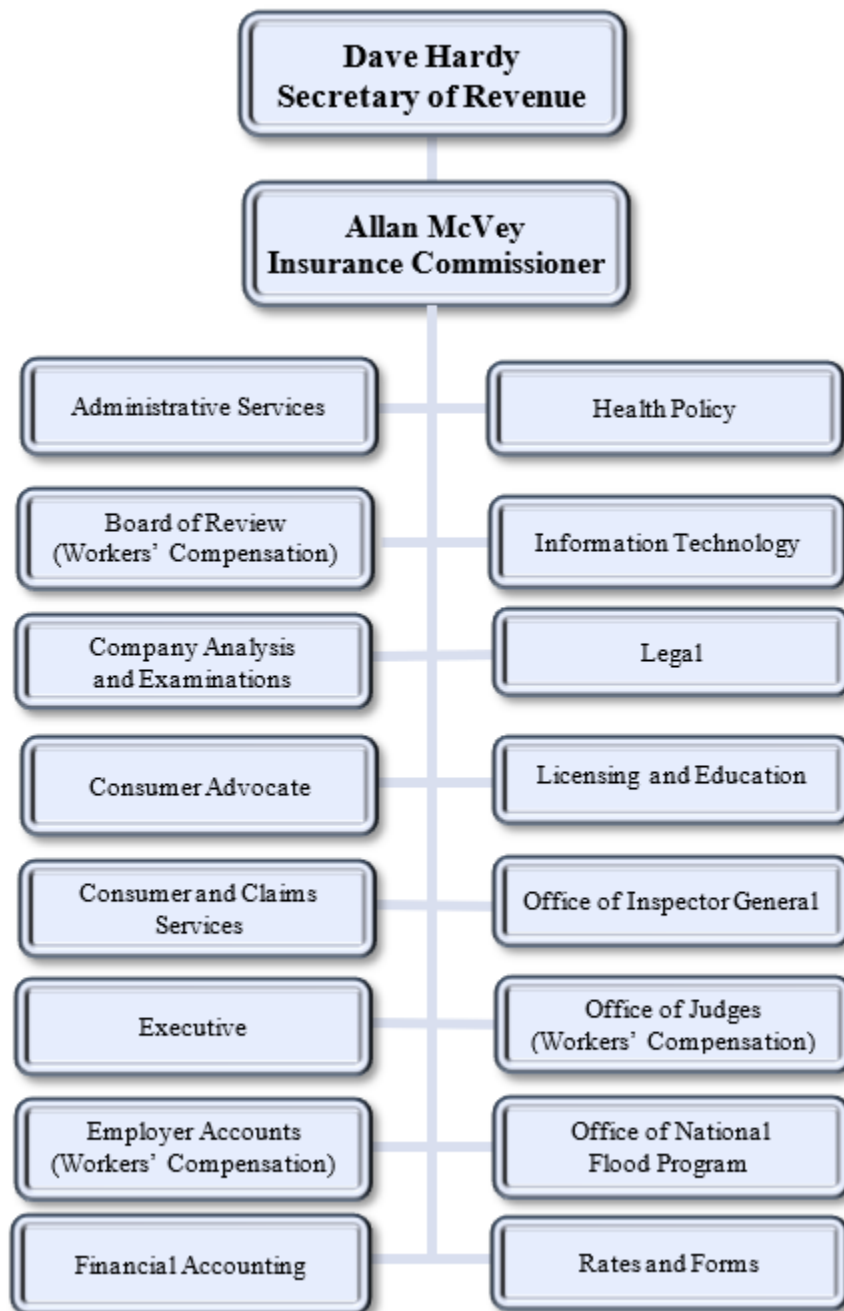 Dave Hardy
Secretary of Revenue
Allan McVey
Insurance Commissioner
Administrative Services
Health Policy
Board of Review
(Workers’ Compensation)
Information Technology
Company Analysis
and Examinations
Legal
Consumer Advocate
Licensing and Education
Consumer and Claims
Services
Office of Inspector General
Executive
Office of Judges
(Workers’ Compensation)
Employer Accounts
(Workers’ Compensation)
Office of National
Flood Program
Financial Accounting
Rates and Forms